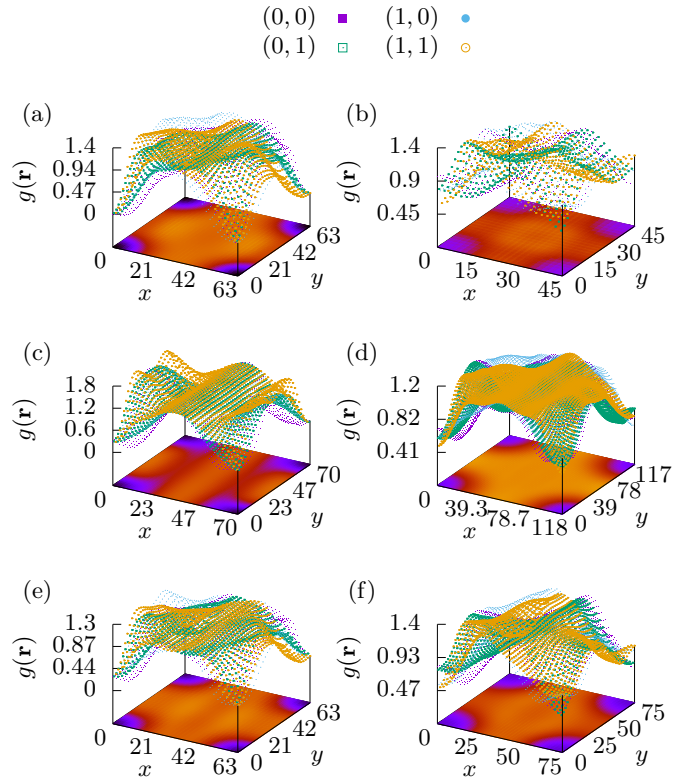 (0, 0) (1, 0)
(0, 1) (1, 1)
(a) (b)
g(r) 1.4 0.94 0.47 0
0 21 42 63 x
0 21 42 63 y
g(r) 1.4 0.9 0.45
0 15 30 45 x
0 15 30 45 y
(c) (d)
g(r) 1.8 1.2 0.6 0
0 23 47 70 x
0 23 47 70 y
g(r) 1.2 0.82 0.41
0 39.3 78.7 118 x
0 39 78 117 y
(e) (f)
g(r) 1.3 0.87 0.44 0
0 21 42 63 x
0 21 42 63 y
g(r) 1.4 0.93 0.47
0 25 50 75 x
0 25 50 75 y